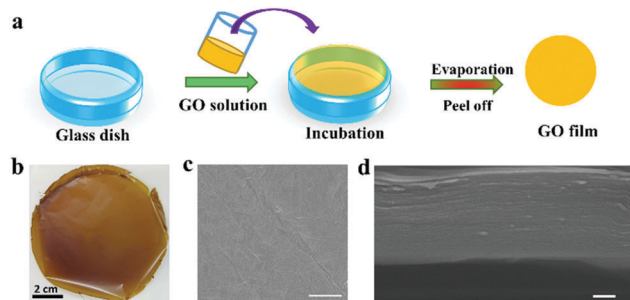 a
Glass dish
GO solution
Incubation
Evaporation
Peel off
GO film
b
2 cm
c
d